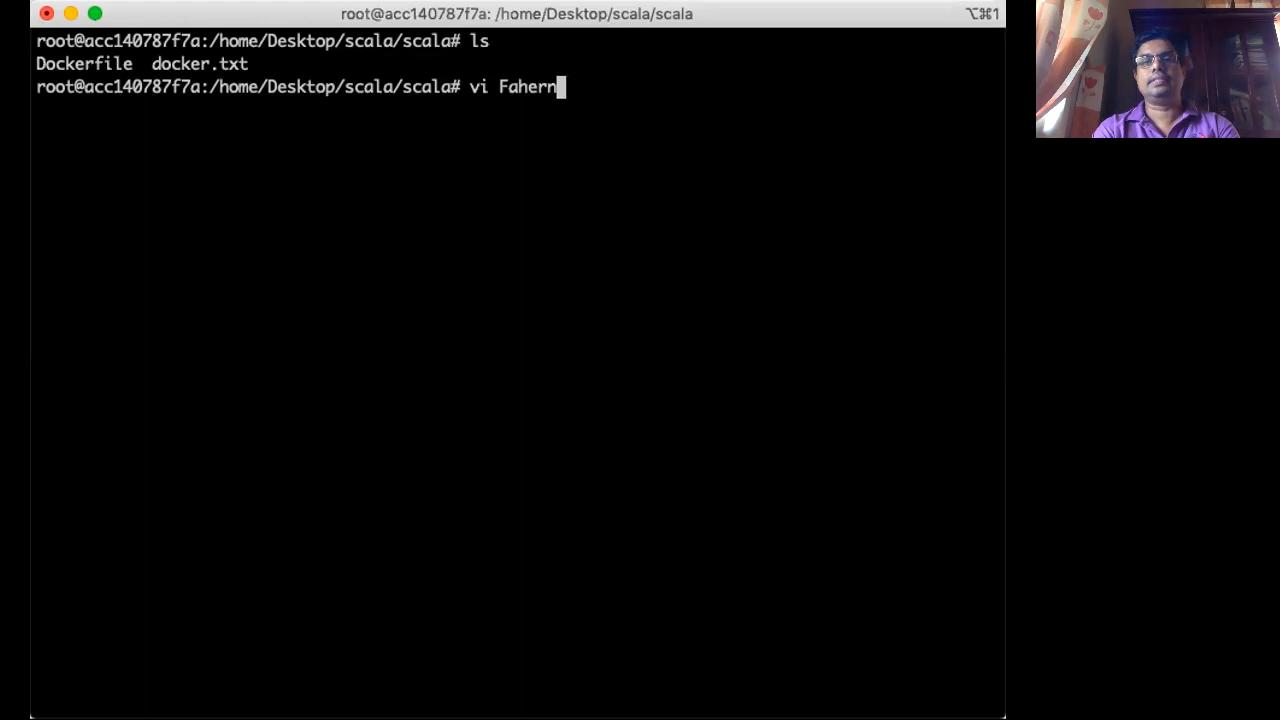 root@acc140787f7a: /home/Desktop/scala/scala
⌥⌘1
root@acc140787f7a:/home/Desktop/scala/scala# ls
Dockerfile  docker.txt
root@acc140787f7a:/home/Desktop/scala/scala# vi Fahern